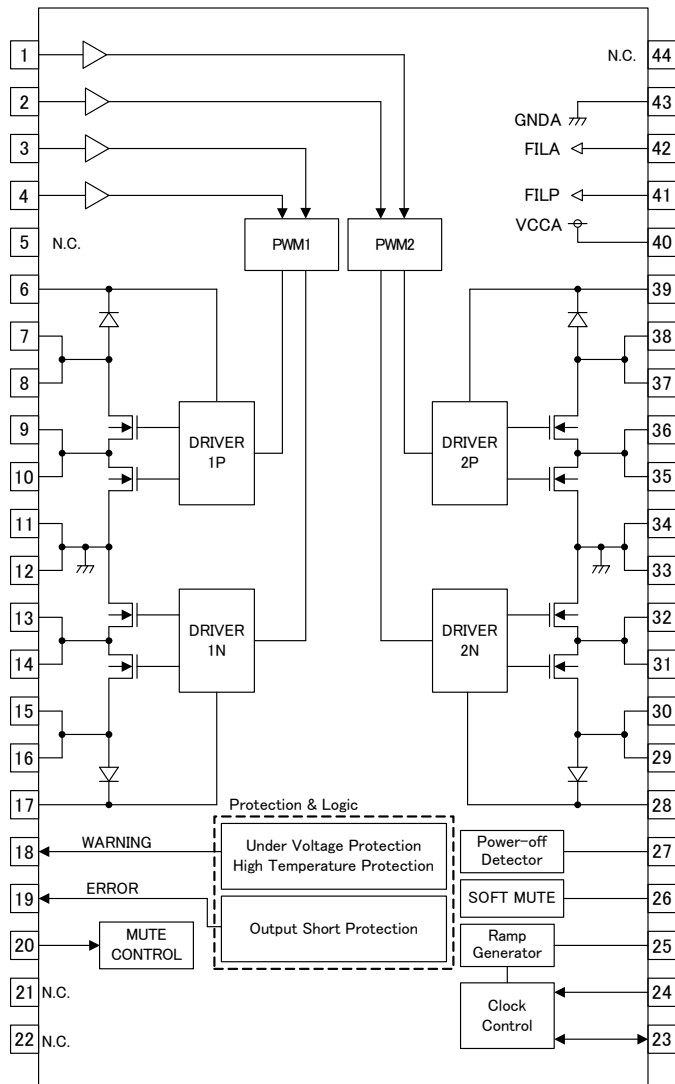 1
N.C.
44
2
43
GNDA
3
FILA
42
4
FILP
41
VCCA
5
N.C.
PWM1
PWM2
40
6
39
7
38
8
37
9
36
DRIVER
1P
DRIVER
2P
10
35
11
34
12
33
13
32
DRIVER
1N
DRIVER
2N
14
31
15
30
16
29
17
28
Protection & Logic
18
WARNING
Under Voltage Protection
High Temperature Protection
Power-off
Detector
27
19
ERROR
SOFT MUTE
26
20
MUTE
CONTROL
Output Short Protection
Ramp
Generator
25
21
N.C.
24
Clock
Control
22
N.C.
23